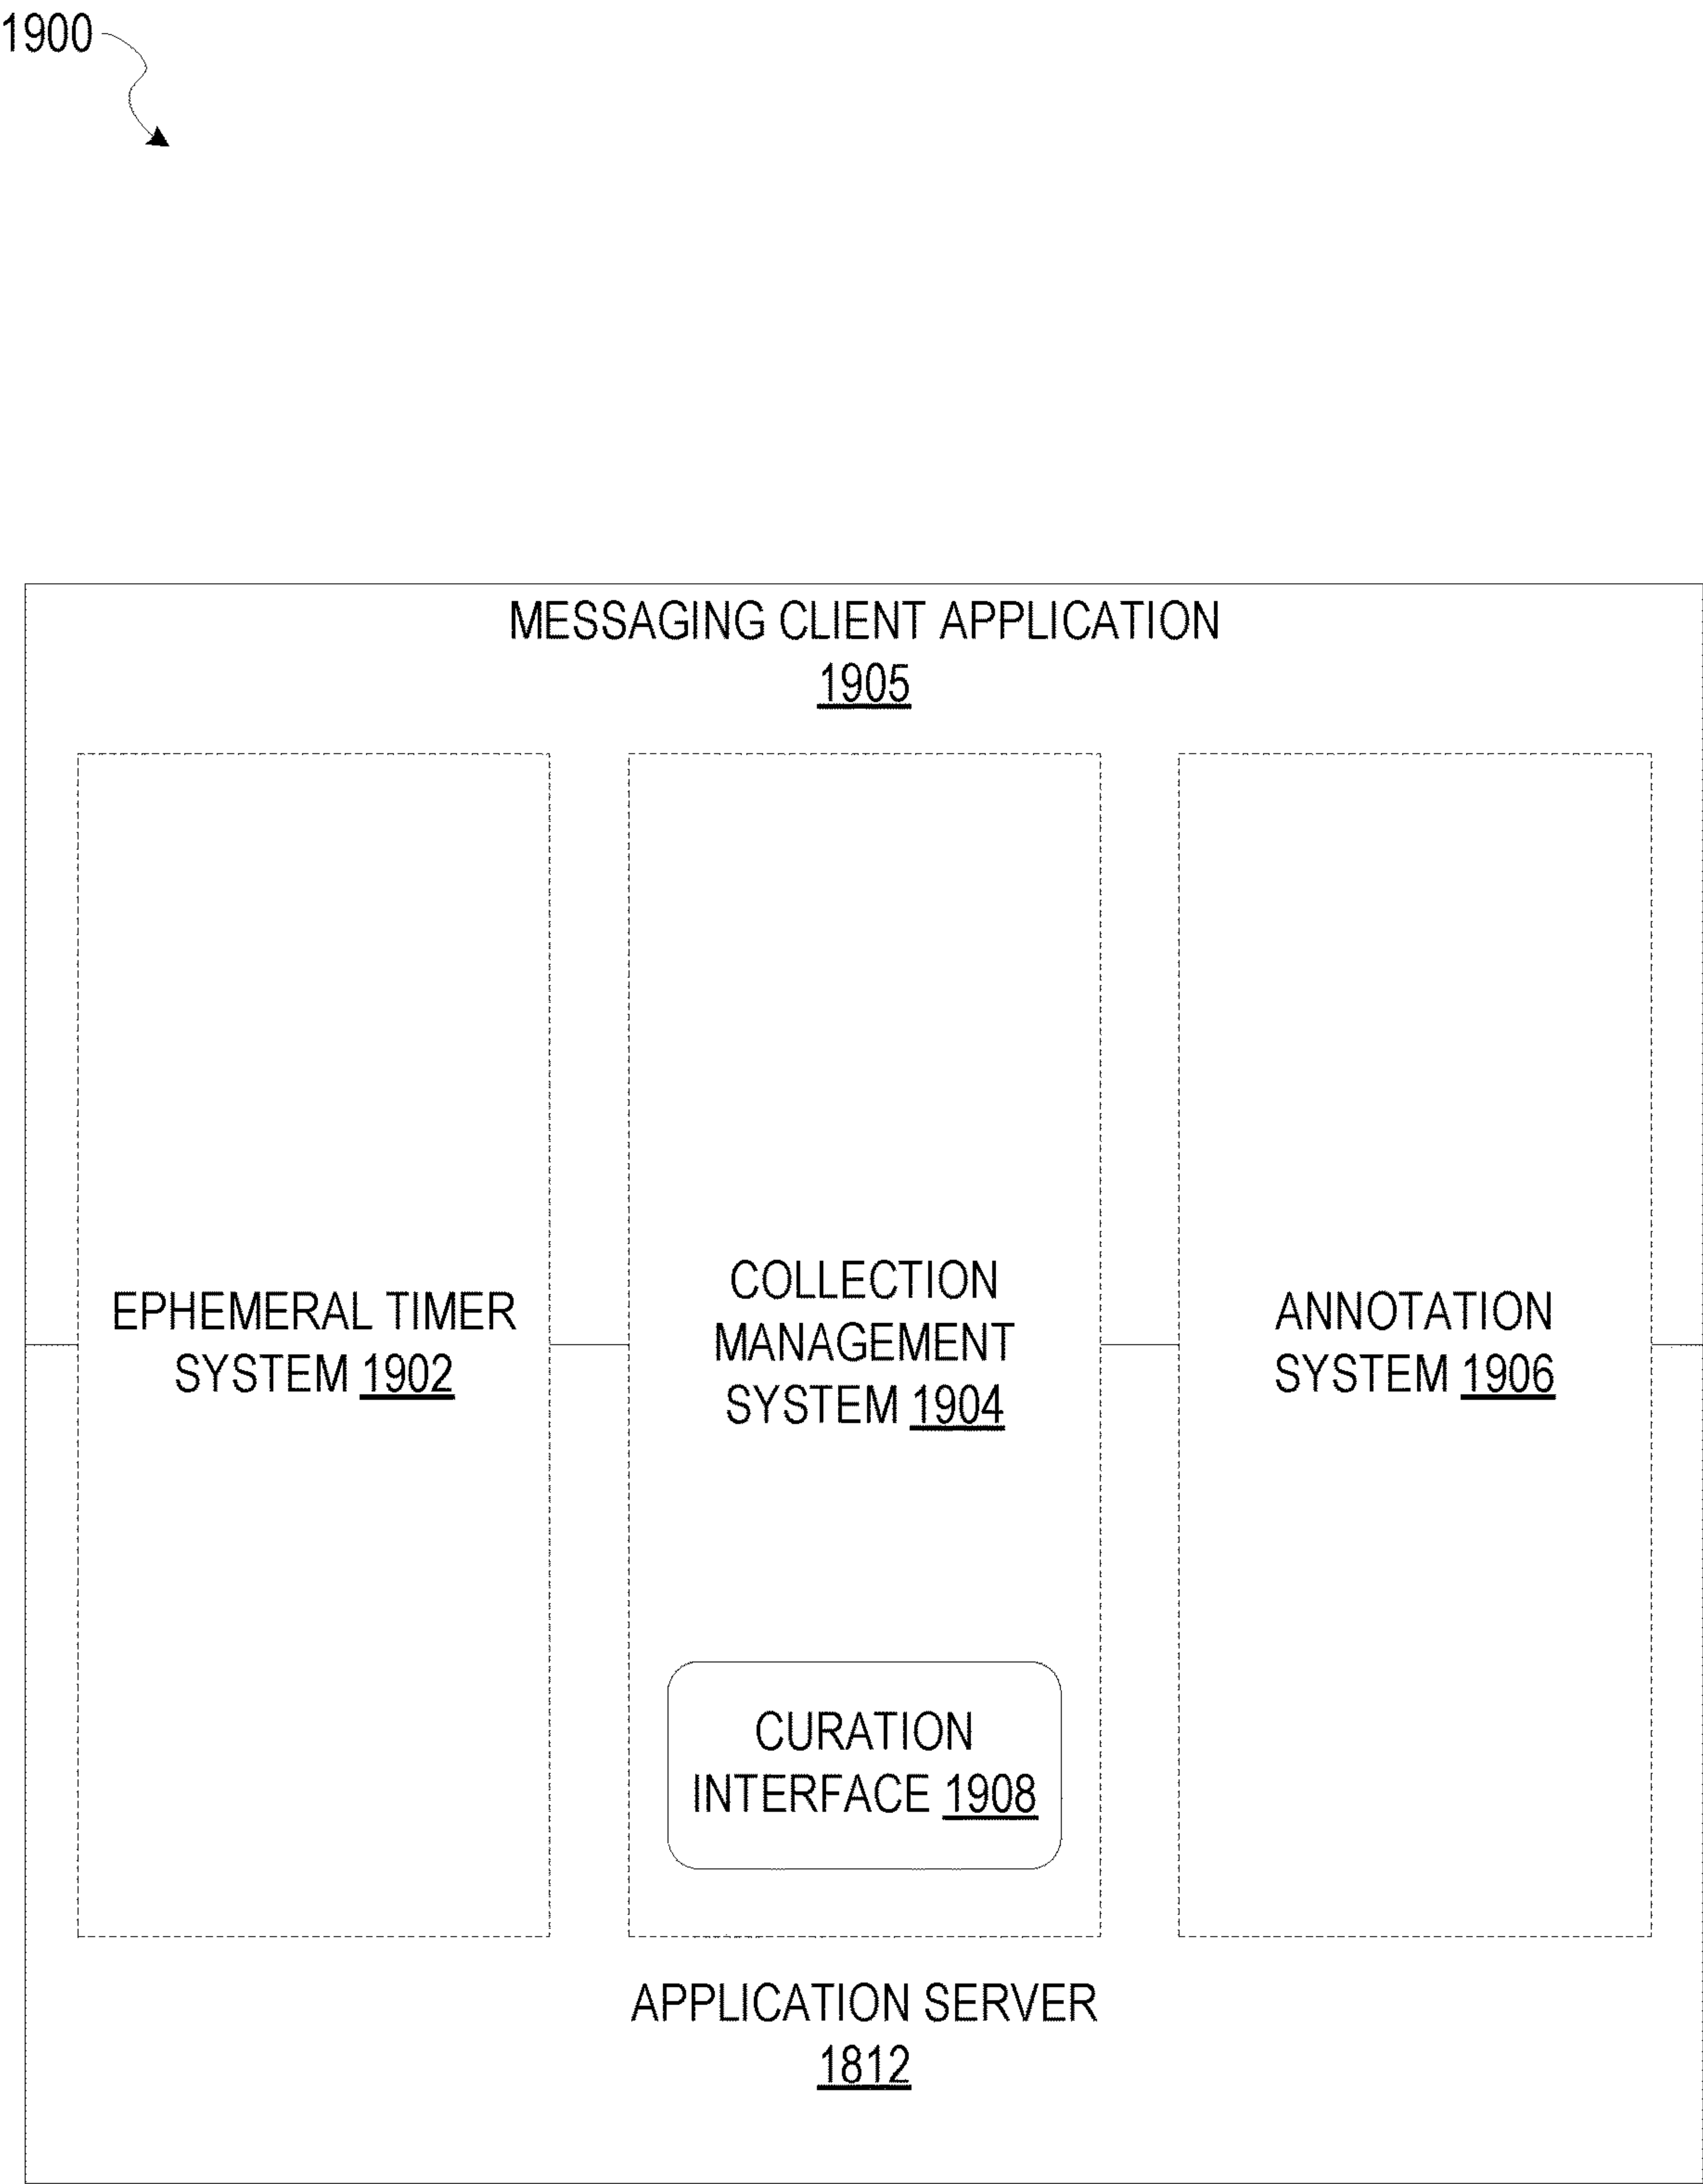 1900
MESSAGING CLIENT APPLICATION
1905
EPHEMERAL TIMER
SYSTEM 1902
COLLECTION
MANAGEMENT
SYSTEM 1904
ANNOTATION
SYSTEM 1906
CURATION
INTERFACE 1908
APPLICATION SERVER
1812